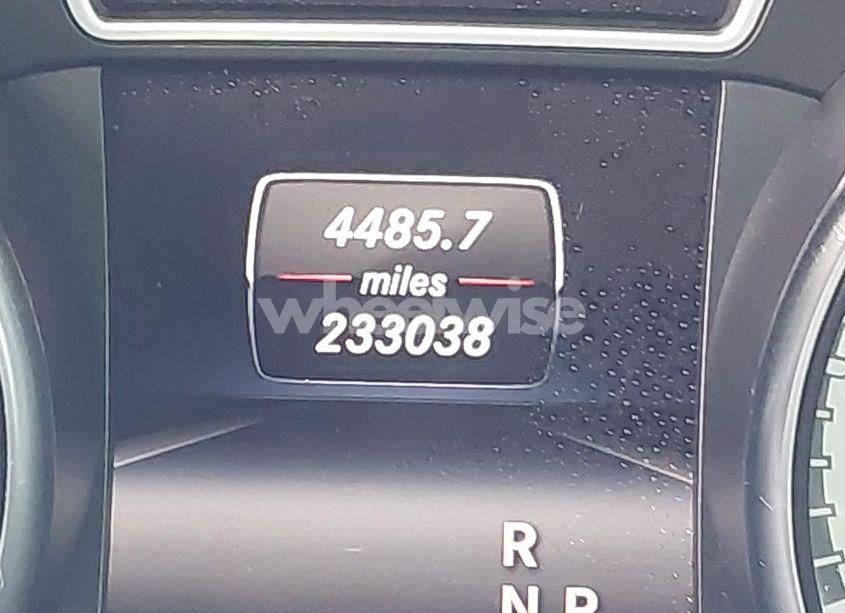 4485.7
miles
wheelwise
233038
R
N P